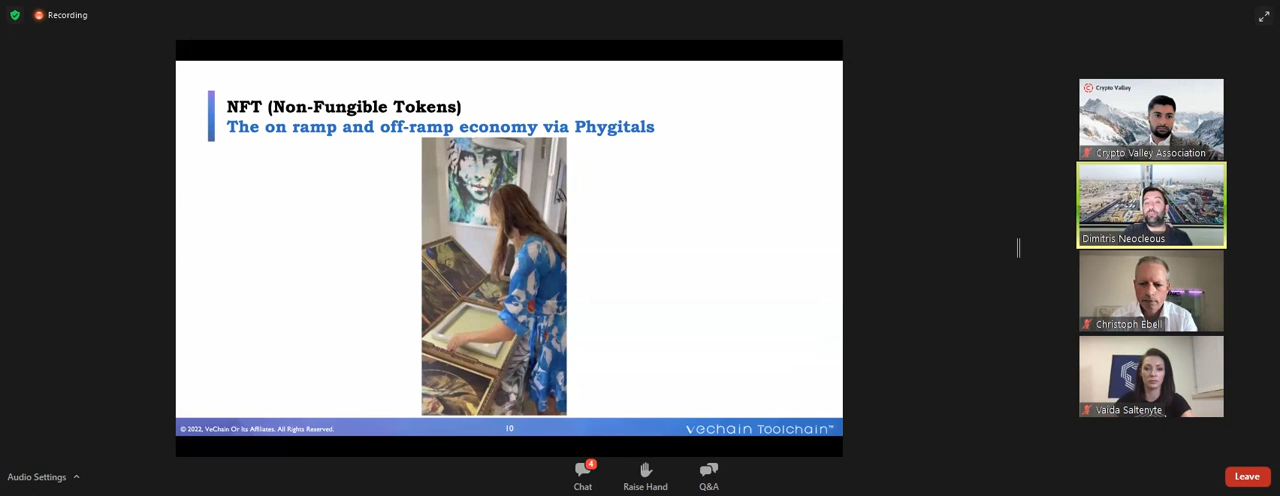 Recording
NFT (Non-Fungible Tokens)
The on ramp and off-ramp economy via Phygitals
© 2022, VeChain Or Its Affiliates. All Rights Reserved.
10
vechain Toolchain™
Crypto Valley
Crypto Valley Association
Dimitris Neocleous
Christoph Ebell
Vaida Saltenyte
Audio Settings
4
Chat
Raise Hand
Q&A
Leave